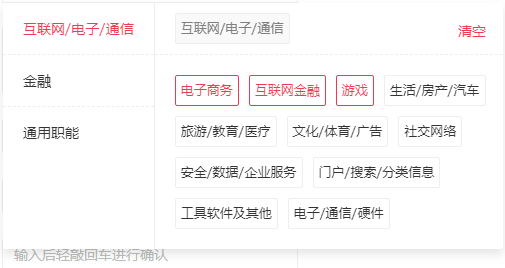 互联网/电子/通信
互联网/电子/通信
清空
金融
通用职能
电子商务 互联网金融 游戏 生活/房产/汽车
旅游/教育/医疗 文化/体育/广告 社交网络
安全/数据/企业服务 门户/搜索/分类信息
工具软件及其他 电子/通信/硬件
输入后轻敲回车进行确认